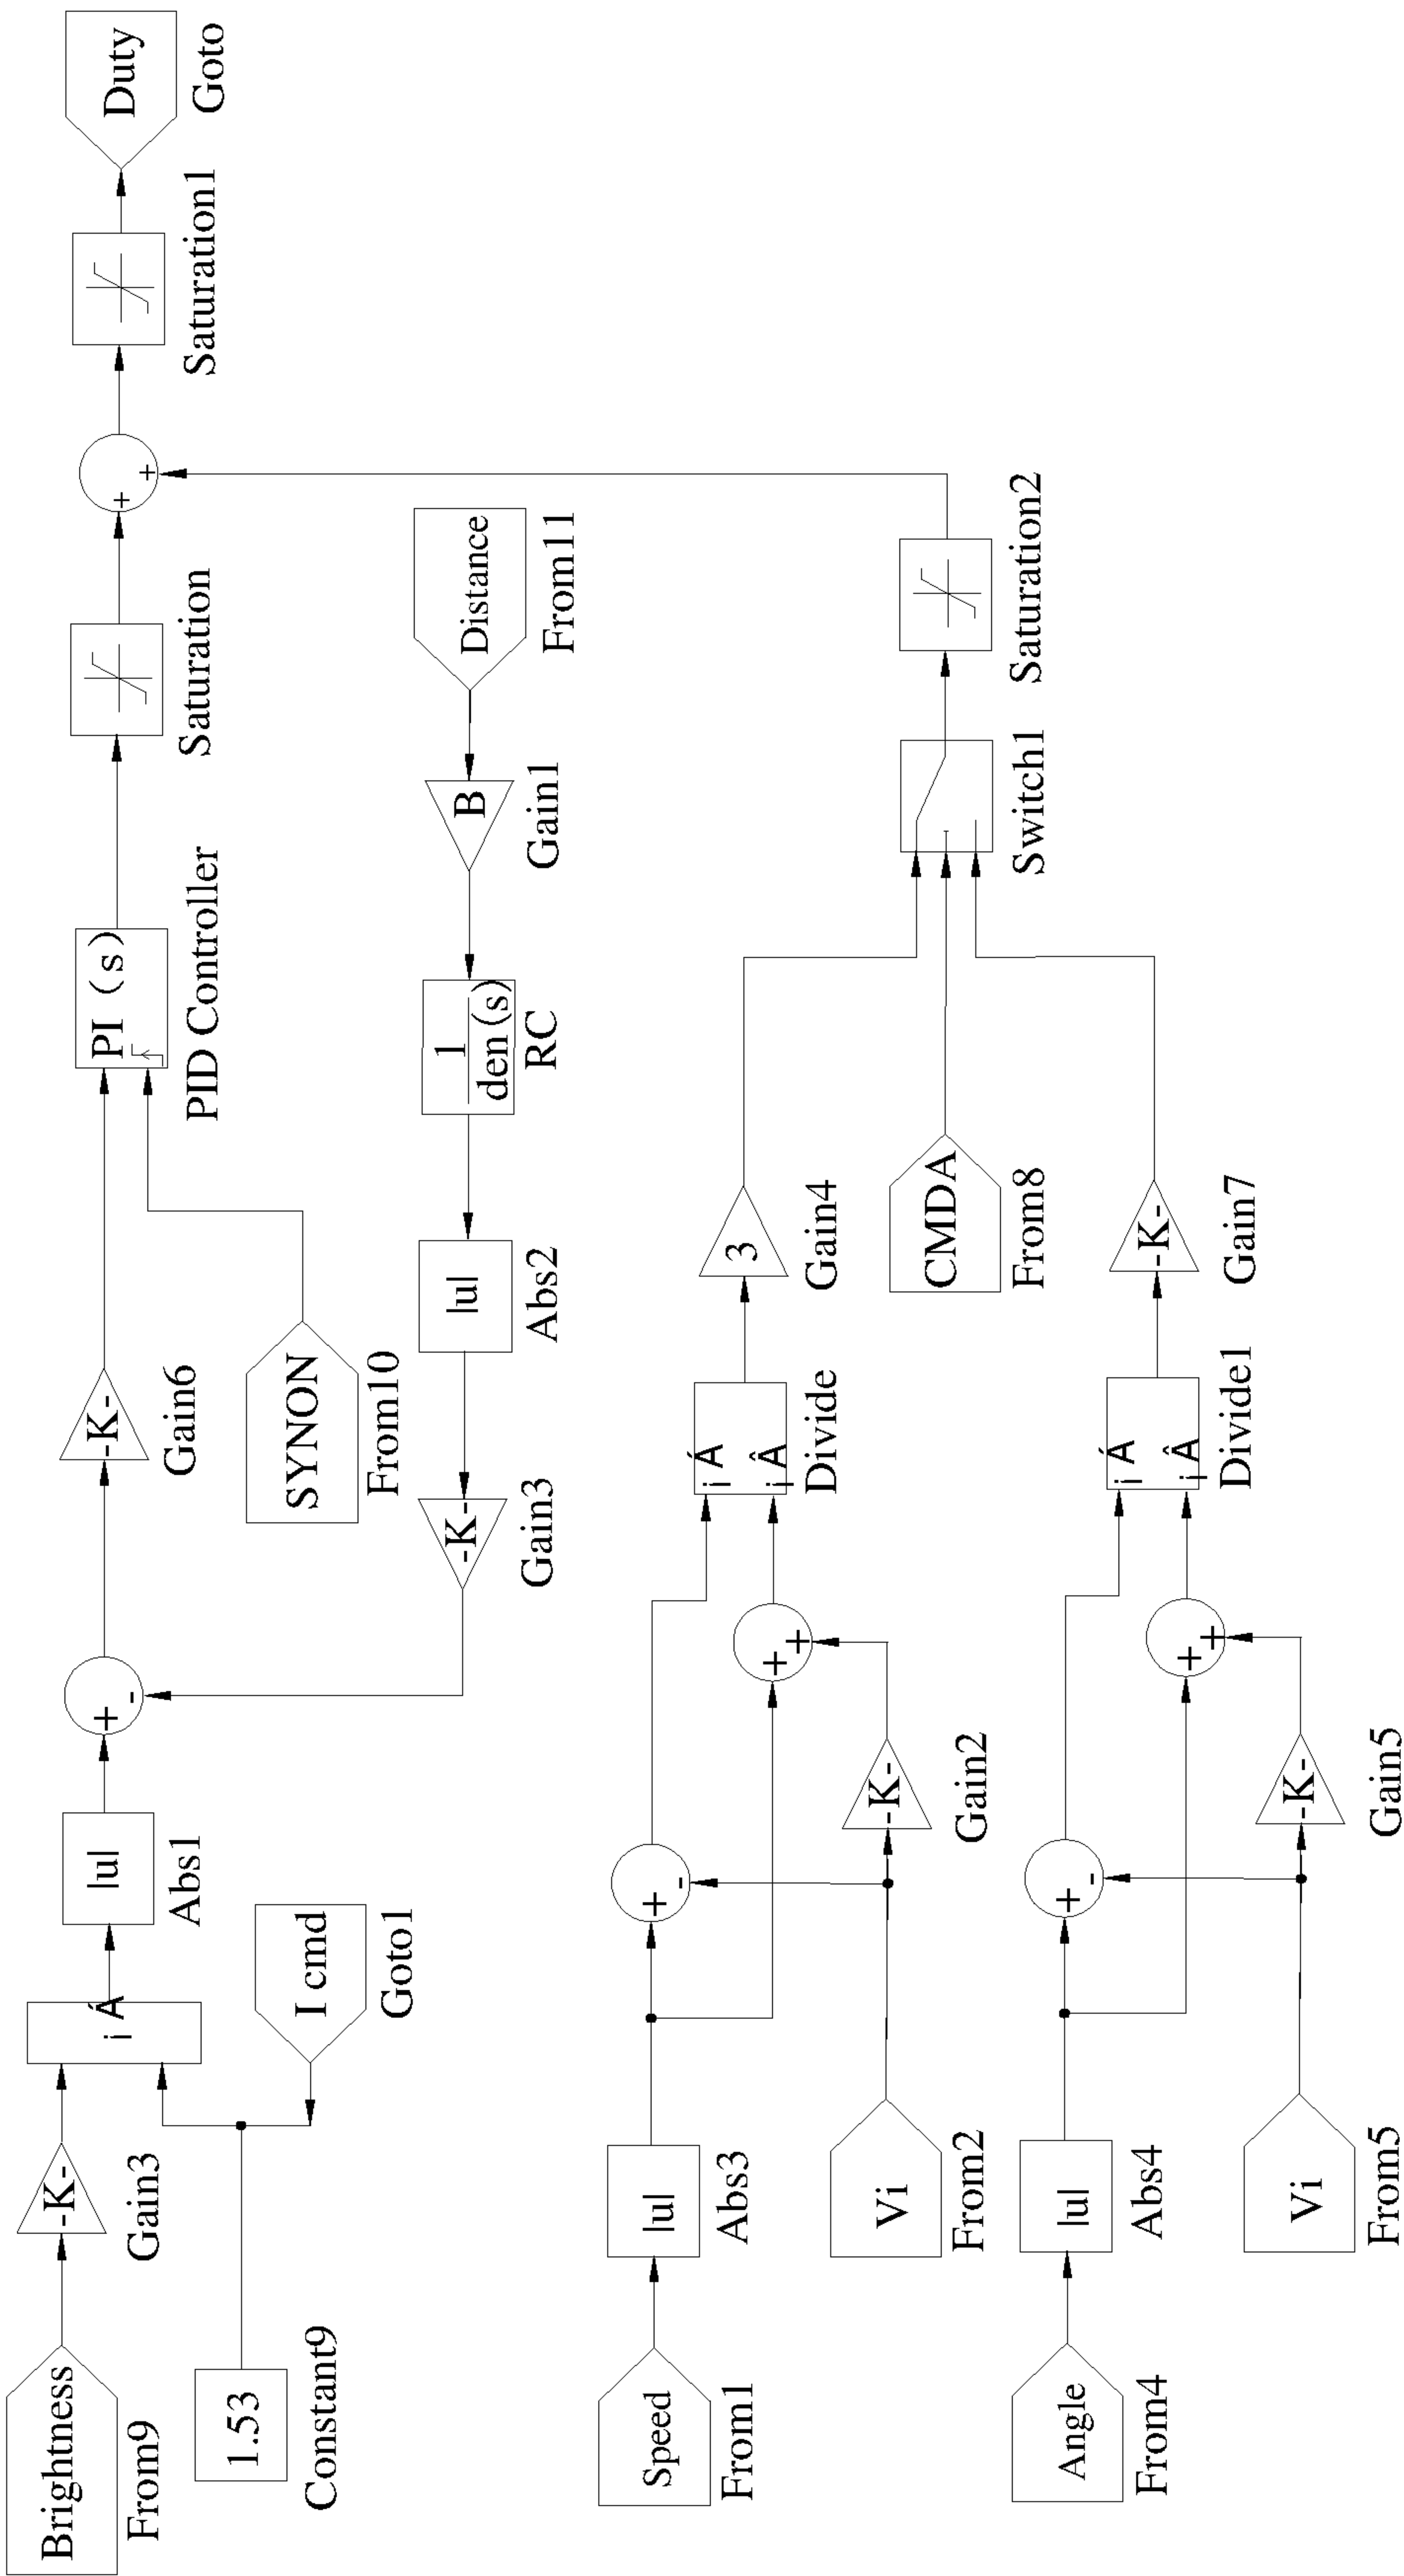 Brightness
From9
-K-
Gain3
1.53
Constant9
¡Á
I cmd
Goto1
|u|
Abs1
+
-
-K-
Gain6
SYNON
From10
PI (s)
PID Controller
Saturation
+
+
Saturation1
Duty
Goto
Distance
From11
B
Gain1
1
den(s)
RC
|u|
Abs2
-K-
Gain3
Speed
From1
|u|
Abs3
Vi
From2
+
-
-K-
Gain2
+
+
¡Á
¡Â
Divide
3
Gain4
CMDA
From8
Switch1
Saturation2
Angle
From4
|u|
Abs4
Vi
From5
+
-
-K-
Gain5
+
+
¡Á
¡Â
Divide1
-K-
Gain7